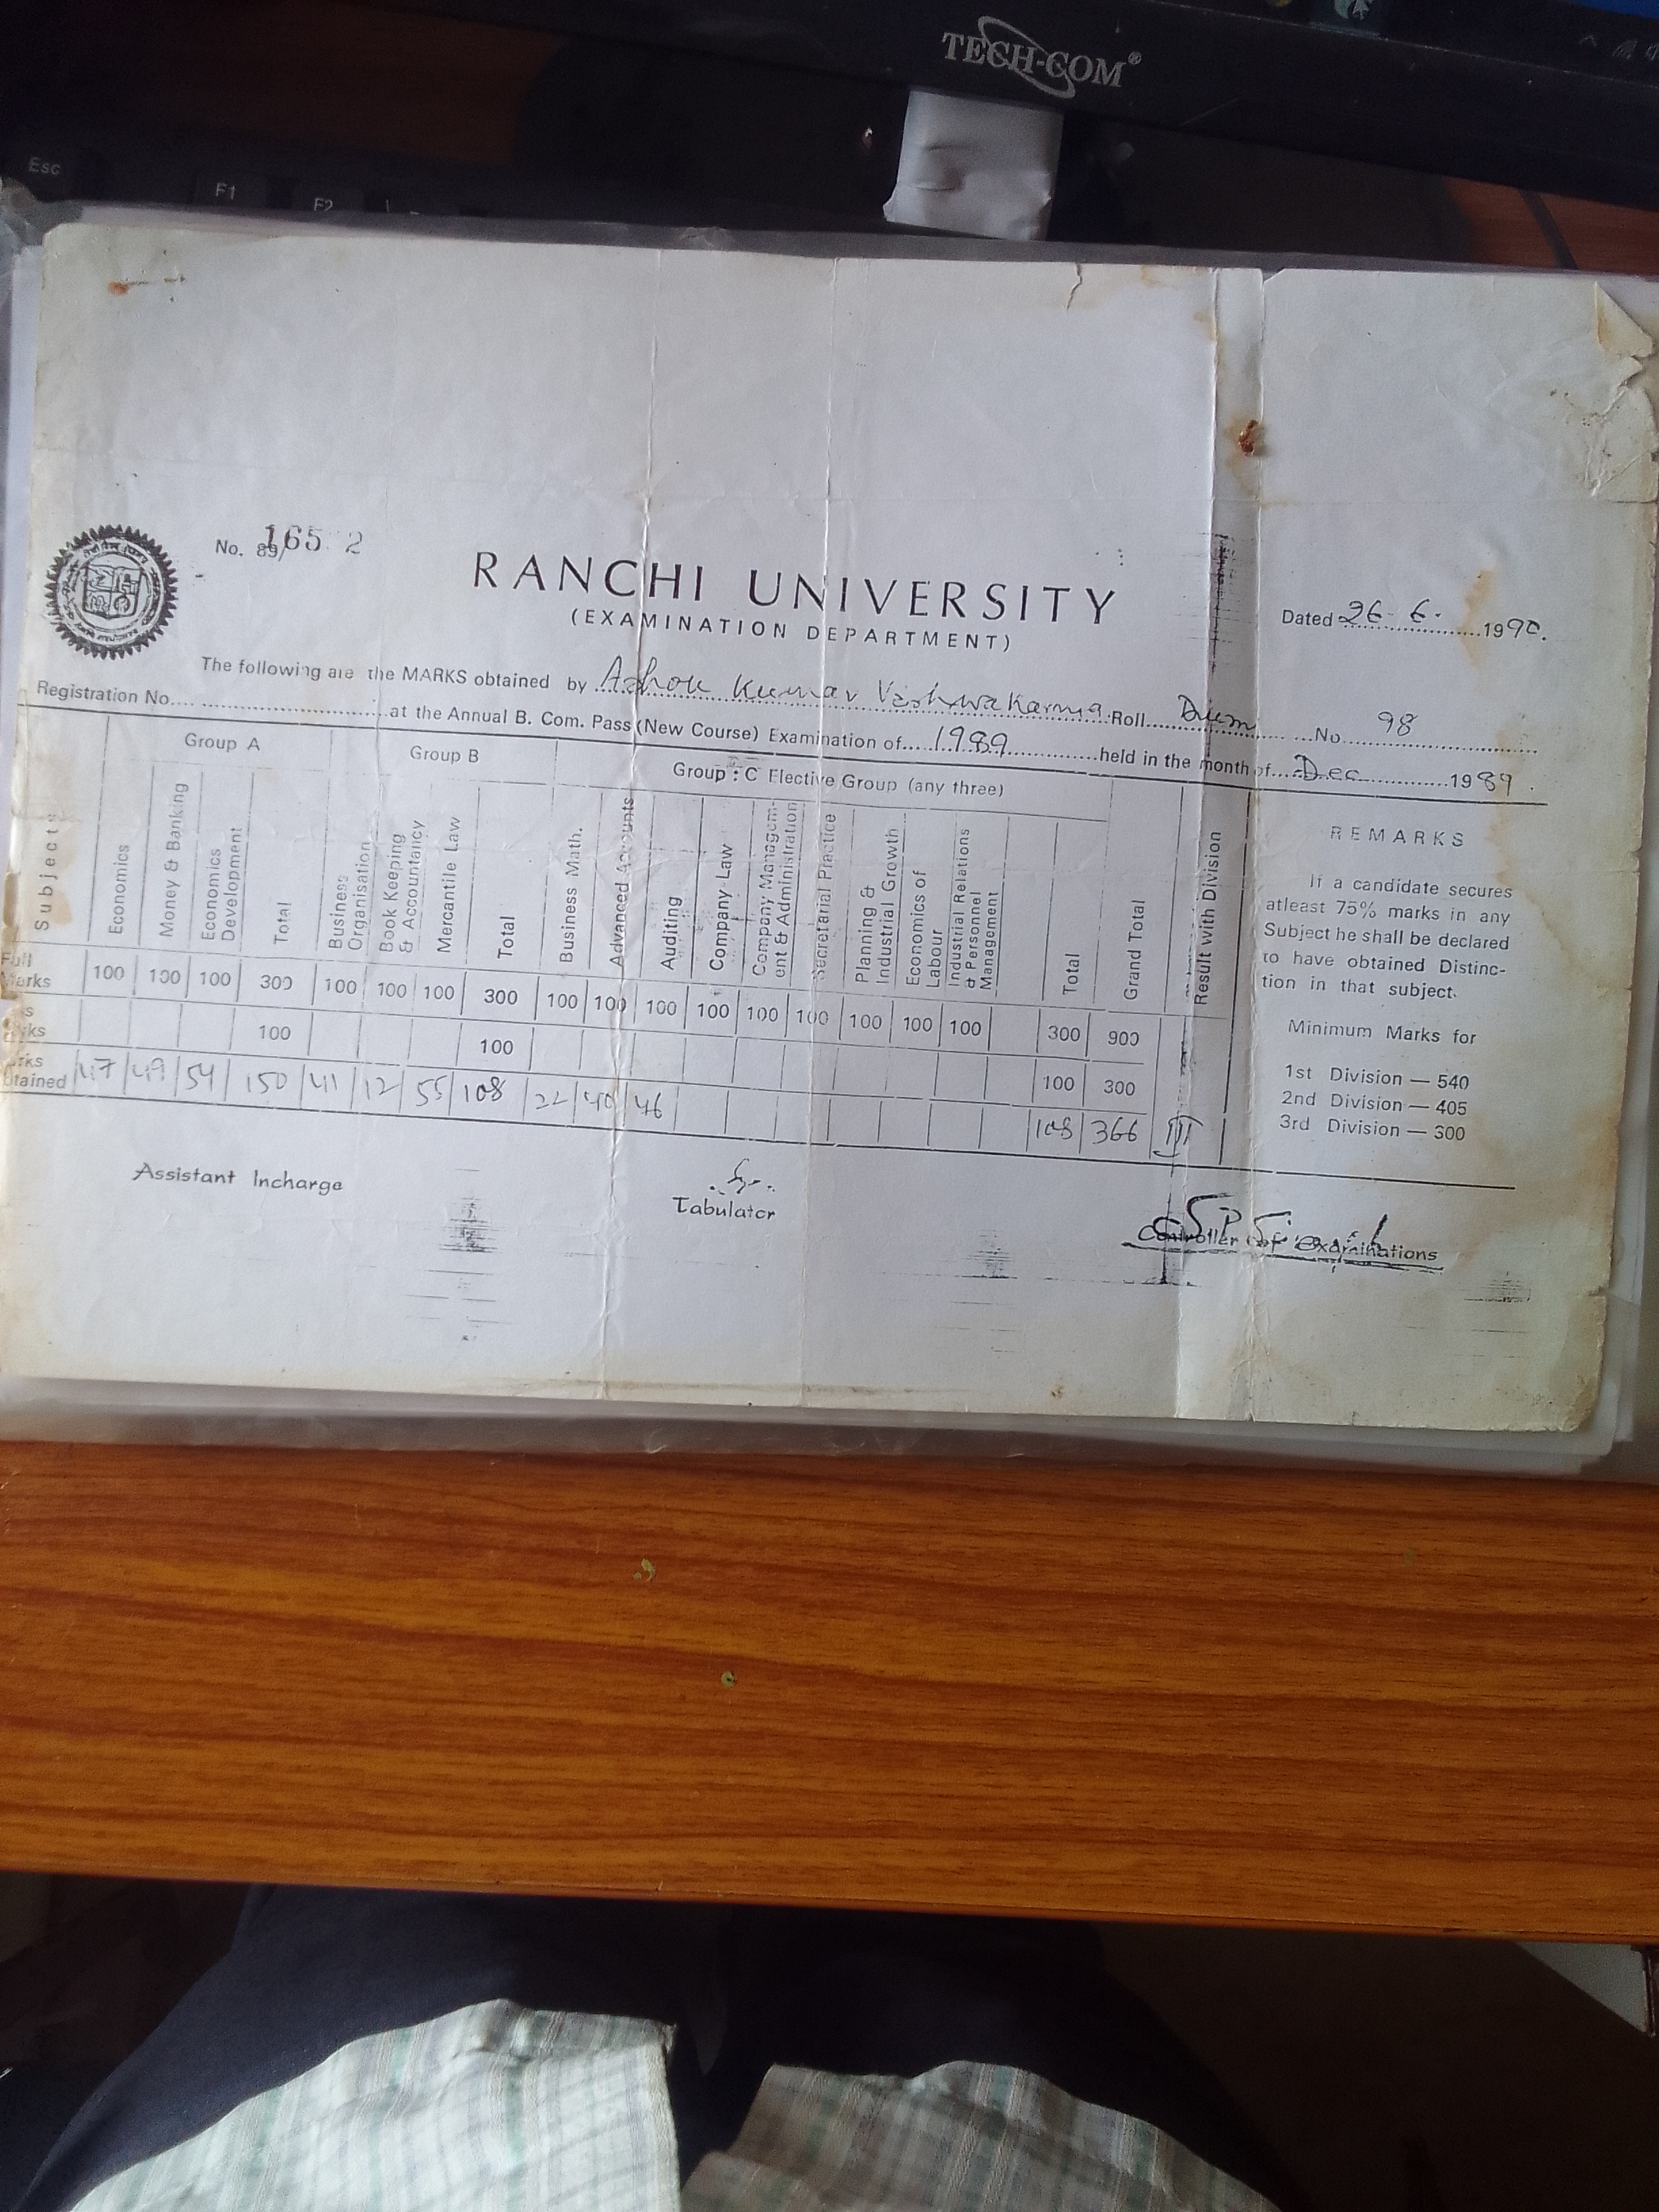 TECH-COM®
Esc
F1
F2
No. 89/165 2
RANCHI UNIVERSITY
(EXAMINATION DEPARTMENT)
Dated 26-6-1990.
The following are the MARKS obtained by Ashok Kumar Vishwakarma Roll No 98
Registration No. at the Annual B. Com. Pass (New Course) Examination of 1989 held in the month of Dec 1989.
Subjects
Group A
Economics
Money & Banking
Economics Development
Total
Group B
Business Organisation
Book Keeping & Accountancy
Mercantile Law
Total
Group : C Elective Group (any three)
Business Math.
Advanced Accounts
Auditing
Company Law
Company Managem-
ent & Administration
Secretarial Practice
Planning & Industrial Growth
Economics of Labour
Industrial Relations & Personnel Management
Total
Grand Total
Result with Division
Full Marks 100 100 100 300 100 100 100 300 100 100 100 100 100 100 100 100 100 300 900
100 100 100 300
47 49 54 150 41 12 55 108 22 40 46 108 366 III
REMARKS
If a candidate secures
atleast 75% marks in any
Subject he shall be declared
to have obtained Distinc-
tion in that subject.
Minimum Marks for
1st Division — 540
2nd Division — 405
3rd Division — 300
Assistant Incharge
Tabulator
S.P. Singh
Controller of Examinations